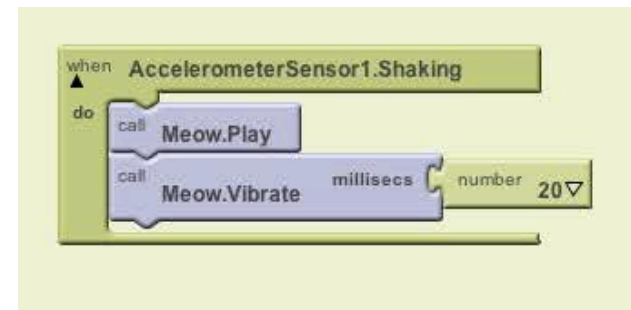 when AccelerometerSensor1.Shaking
do
call Meow.Play
call Meow.Vibrate millisecs number 20